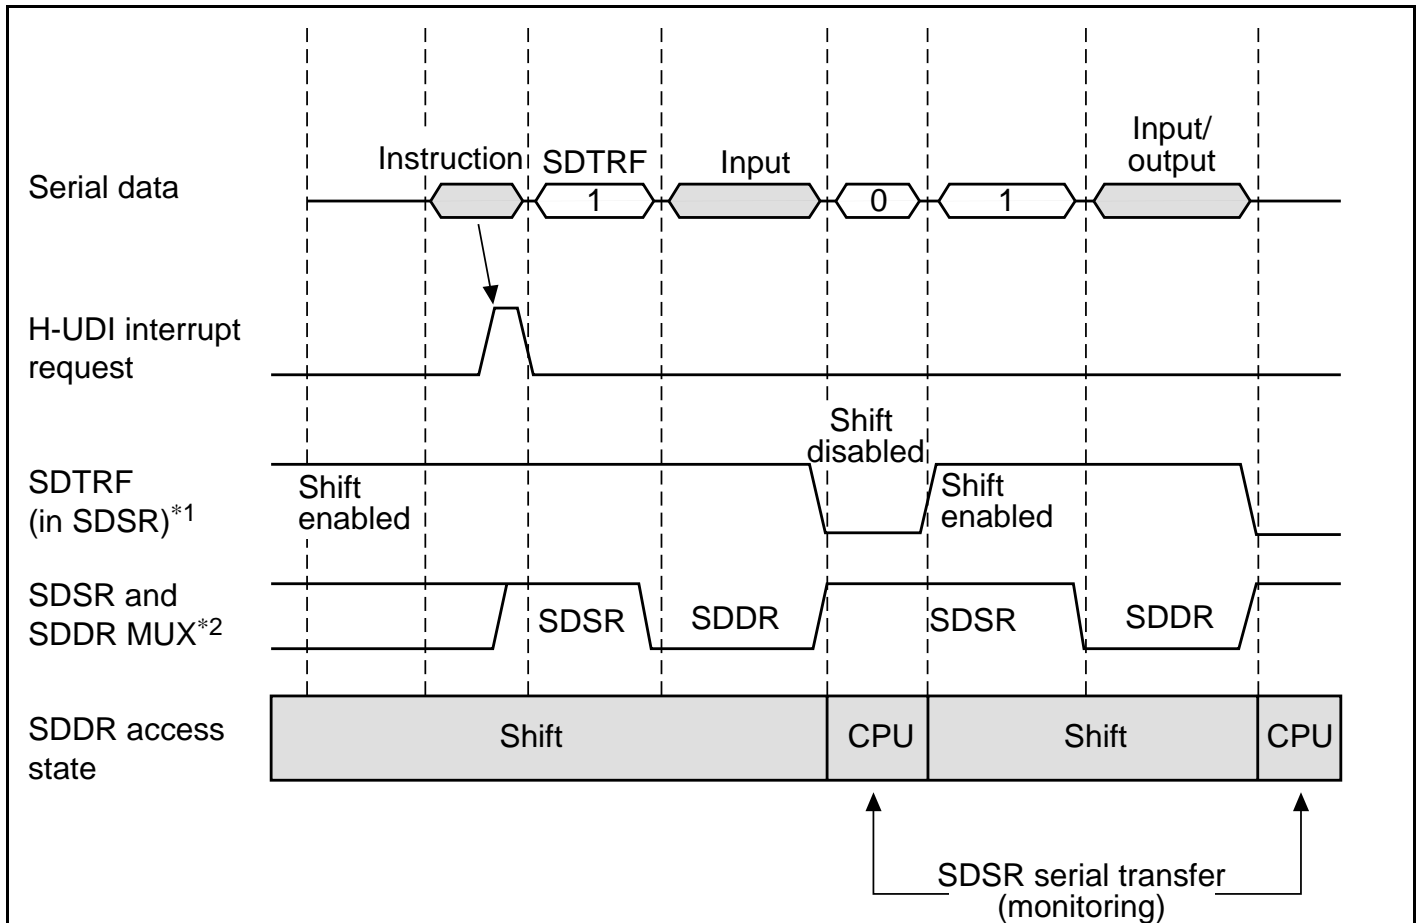 Input/
output
Instruction
SDTRF
Input
Serial data
1
0
1
H-UDI interrupt
request
Shift
disabled
SDTRF
(in SDSR)*1
Shift
enabled
Shift
enabled
SDSR and
SDDR MUX*2
SDSR
SDDR
SDSR
SDDR
SDDR access
state
Shift
CPU
Shift
CPU
SDSR serial transfer
(monitoring)